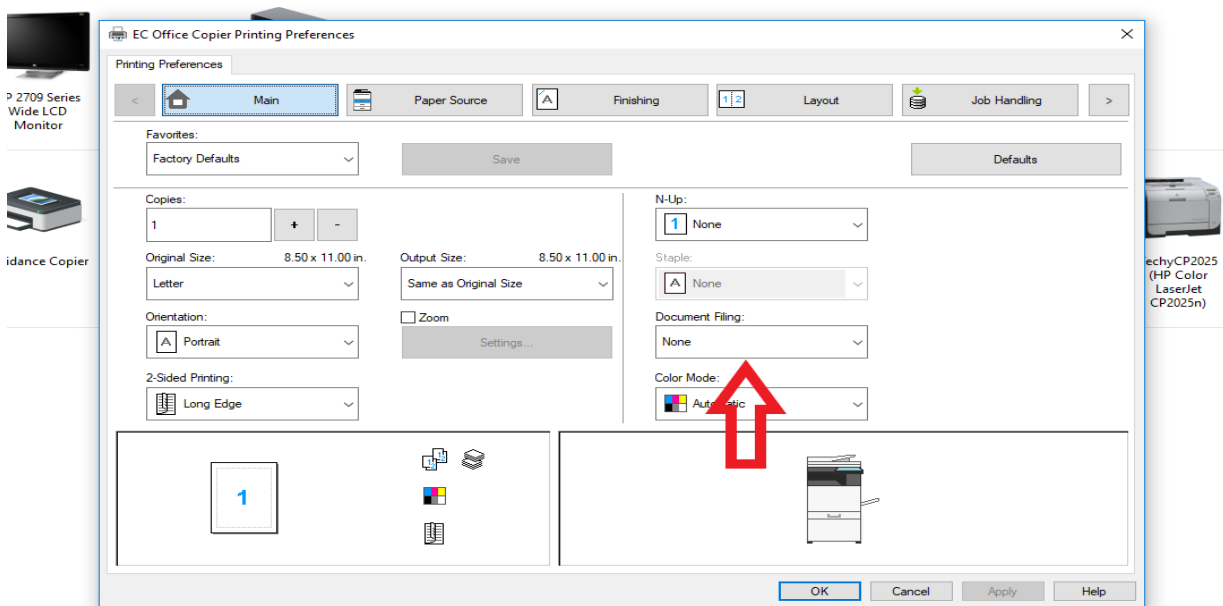 EC Office Copier Printing Preferences
Printing Preferences
P 2709 Series
Wide LCD
Monitor
< Main Paper Source Finishing 1 2 Layout Job Handling >
Favorites:
Factory Defaults Save Defaults
Copies: N-Up:
1 + - 1 None
idance Copier
Original Size: 8.50 x 11.00 in. Output Size: 8.50 x 11.00 in. Staple:
Letter Same as Original Size A None
echyCP2025
(HP Color
LaserJet
CP2025n)
Orientation: Zoom Document Filing:
A Portrait Settings... None
2-Sided Printing: Color Mode:
Long Edge Automatic
1
OK Cancel Apply Help